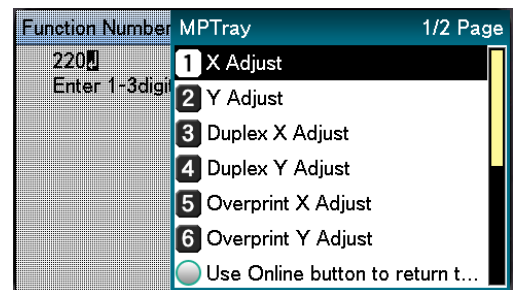 Function Number
220
Enter 1-3digit
MPTray 1/2 Page
1 X Adjust
2 Y Adjust
3 Duplex X Adjust
4 Duplex Y Adjust
5 Overprint X Adjust
6 Overprint Y Adjust
Use Online button to return t...